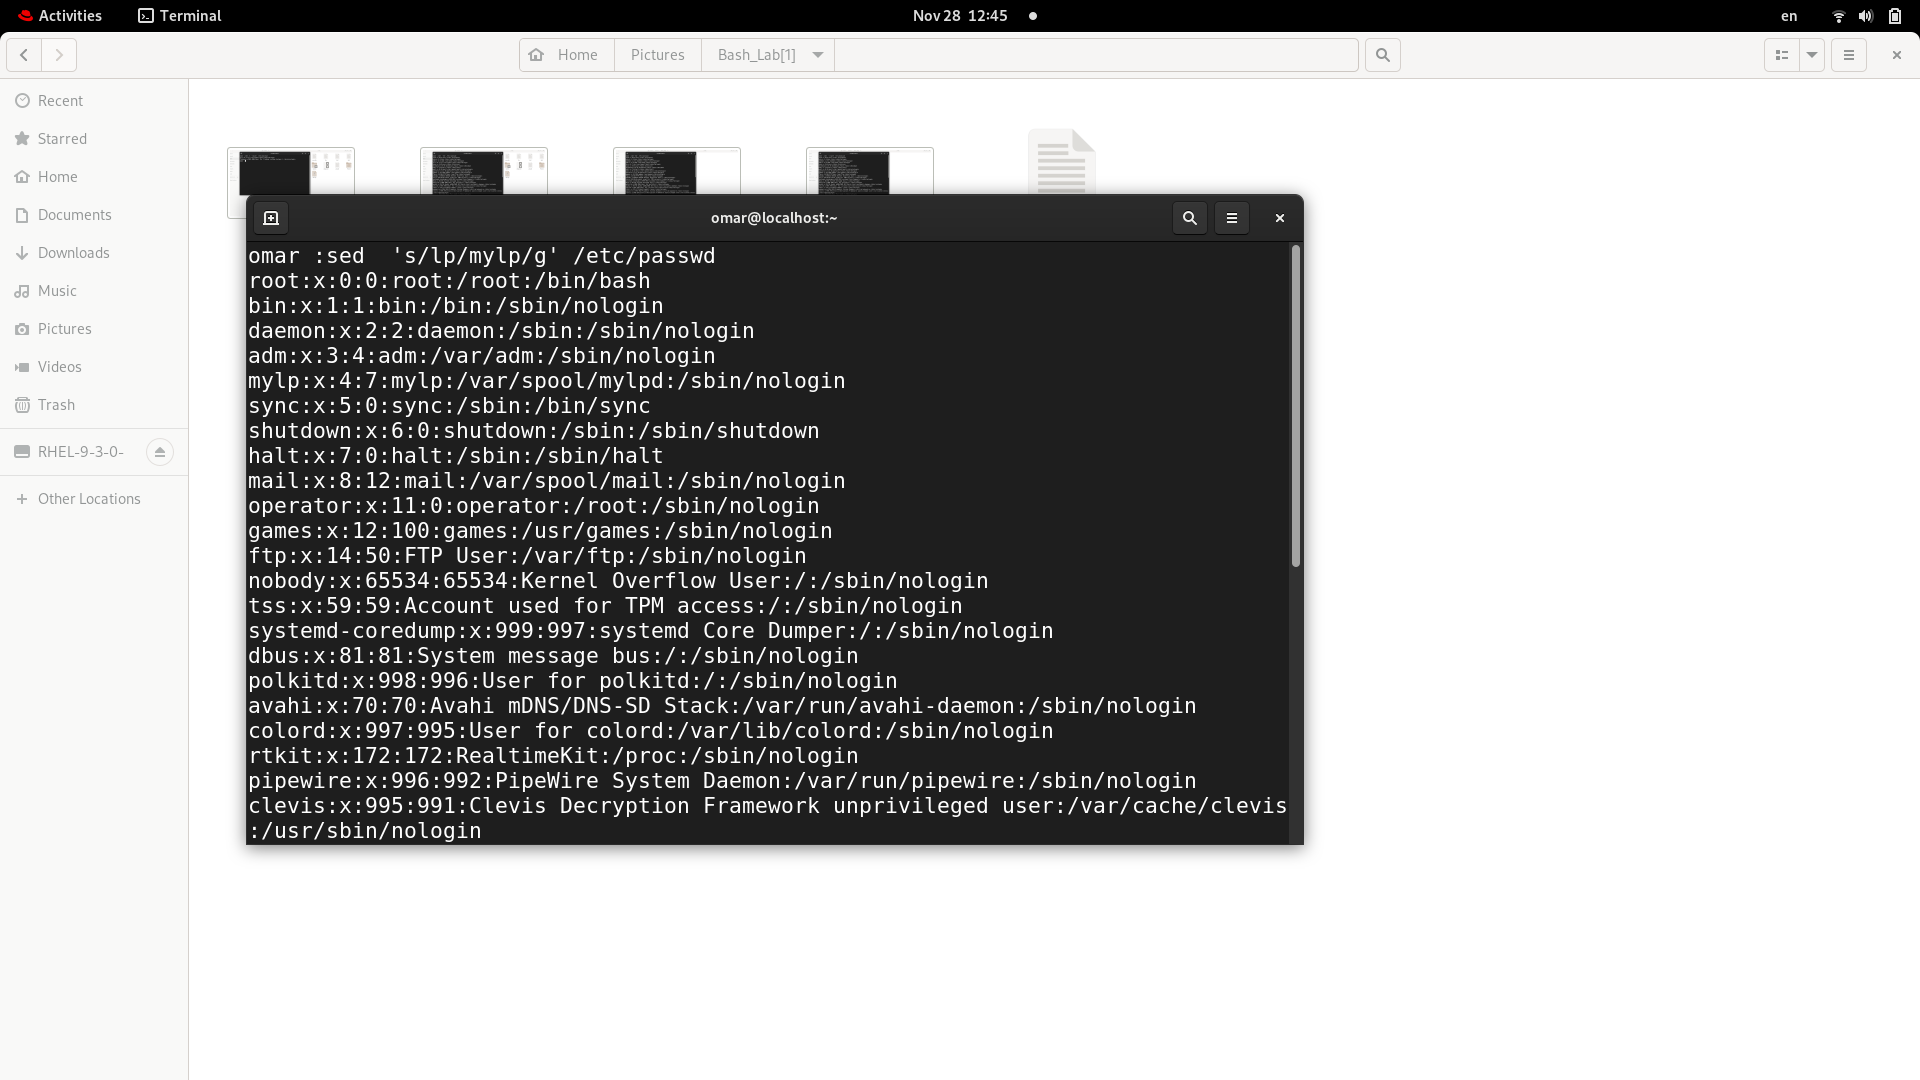 Activities
Terminal
Nov 28 12:45
en
Home
Pictures
Bash_Lab[1]
Recent
Starred
Home
Documents
Downloads
Music
Pictures
Videos
Trash
RHEL-9-3-0-
Other Locations
omar@localhost:~
omar :sed  's/lp/mylp/g' /etc/passwd
root:x:0:0:root:/root:/bin/bash
bin:x:1:1:bin:/bin:/sbin/nologin
daemon:x:2:2:daemon:/sbin:/sbin/nologin
adm:x:3:4:adm:/var/adm:/sbin/nologin
mylp:x:4:7:mylp:/var/spool/mylpd:/sbin/nologin
sync:x:5:0:sync:/sbin:/bin/sync
shutdown:x:6:0:shutdown:/sbin:/sbin/shutdown
halt:x:7:0:halt:/sbin:/sbin/halt
mail:x:8:12:mail:/var/spool/mail:/sbin/nologin
operator:x:11:0:operator:/root:/sbin/nologin
games:x:12:100:games:/usr/games:/sbin/nologin
ftp:x:14:50:FTP User:/var/ftp:/sbin/nologin
nobody:x:65534:65534:Kernel Overflow User:/:/sbin/nologin
tss:x:59:59:Account used for TPM access:/:/sbin/nologin
systemd-coredump:x:999:997:systemd Core Dumper:/:/sbin/nologin
dbus:x:81:81:System message bus:/:/sbin/nologin
polkitd:x:998:996:User for polkitd:/:/sbin/nologin
avahi:x:70:70:Avahi mDNS/DNS-SD Stack:/var/run/avahi-daemon:/sbin/nologin
colord:x:997:995:User for colord:/var/lib/colord:/sbin/nologin
rtkit:x:172:172:RealtimeKit:/proc:/sbin/nologin
pipewire:x:996:992:PipeWire System Daemon:/var/run/pipewire:/sbin/nologin
clevis:x:995:991:Clevis Decryption Framework unprivileged user:/var/cache/clevis
:/usr/sbin/nologin